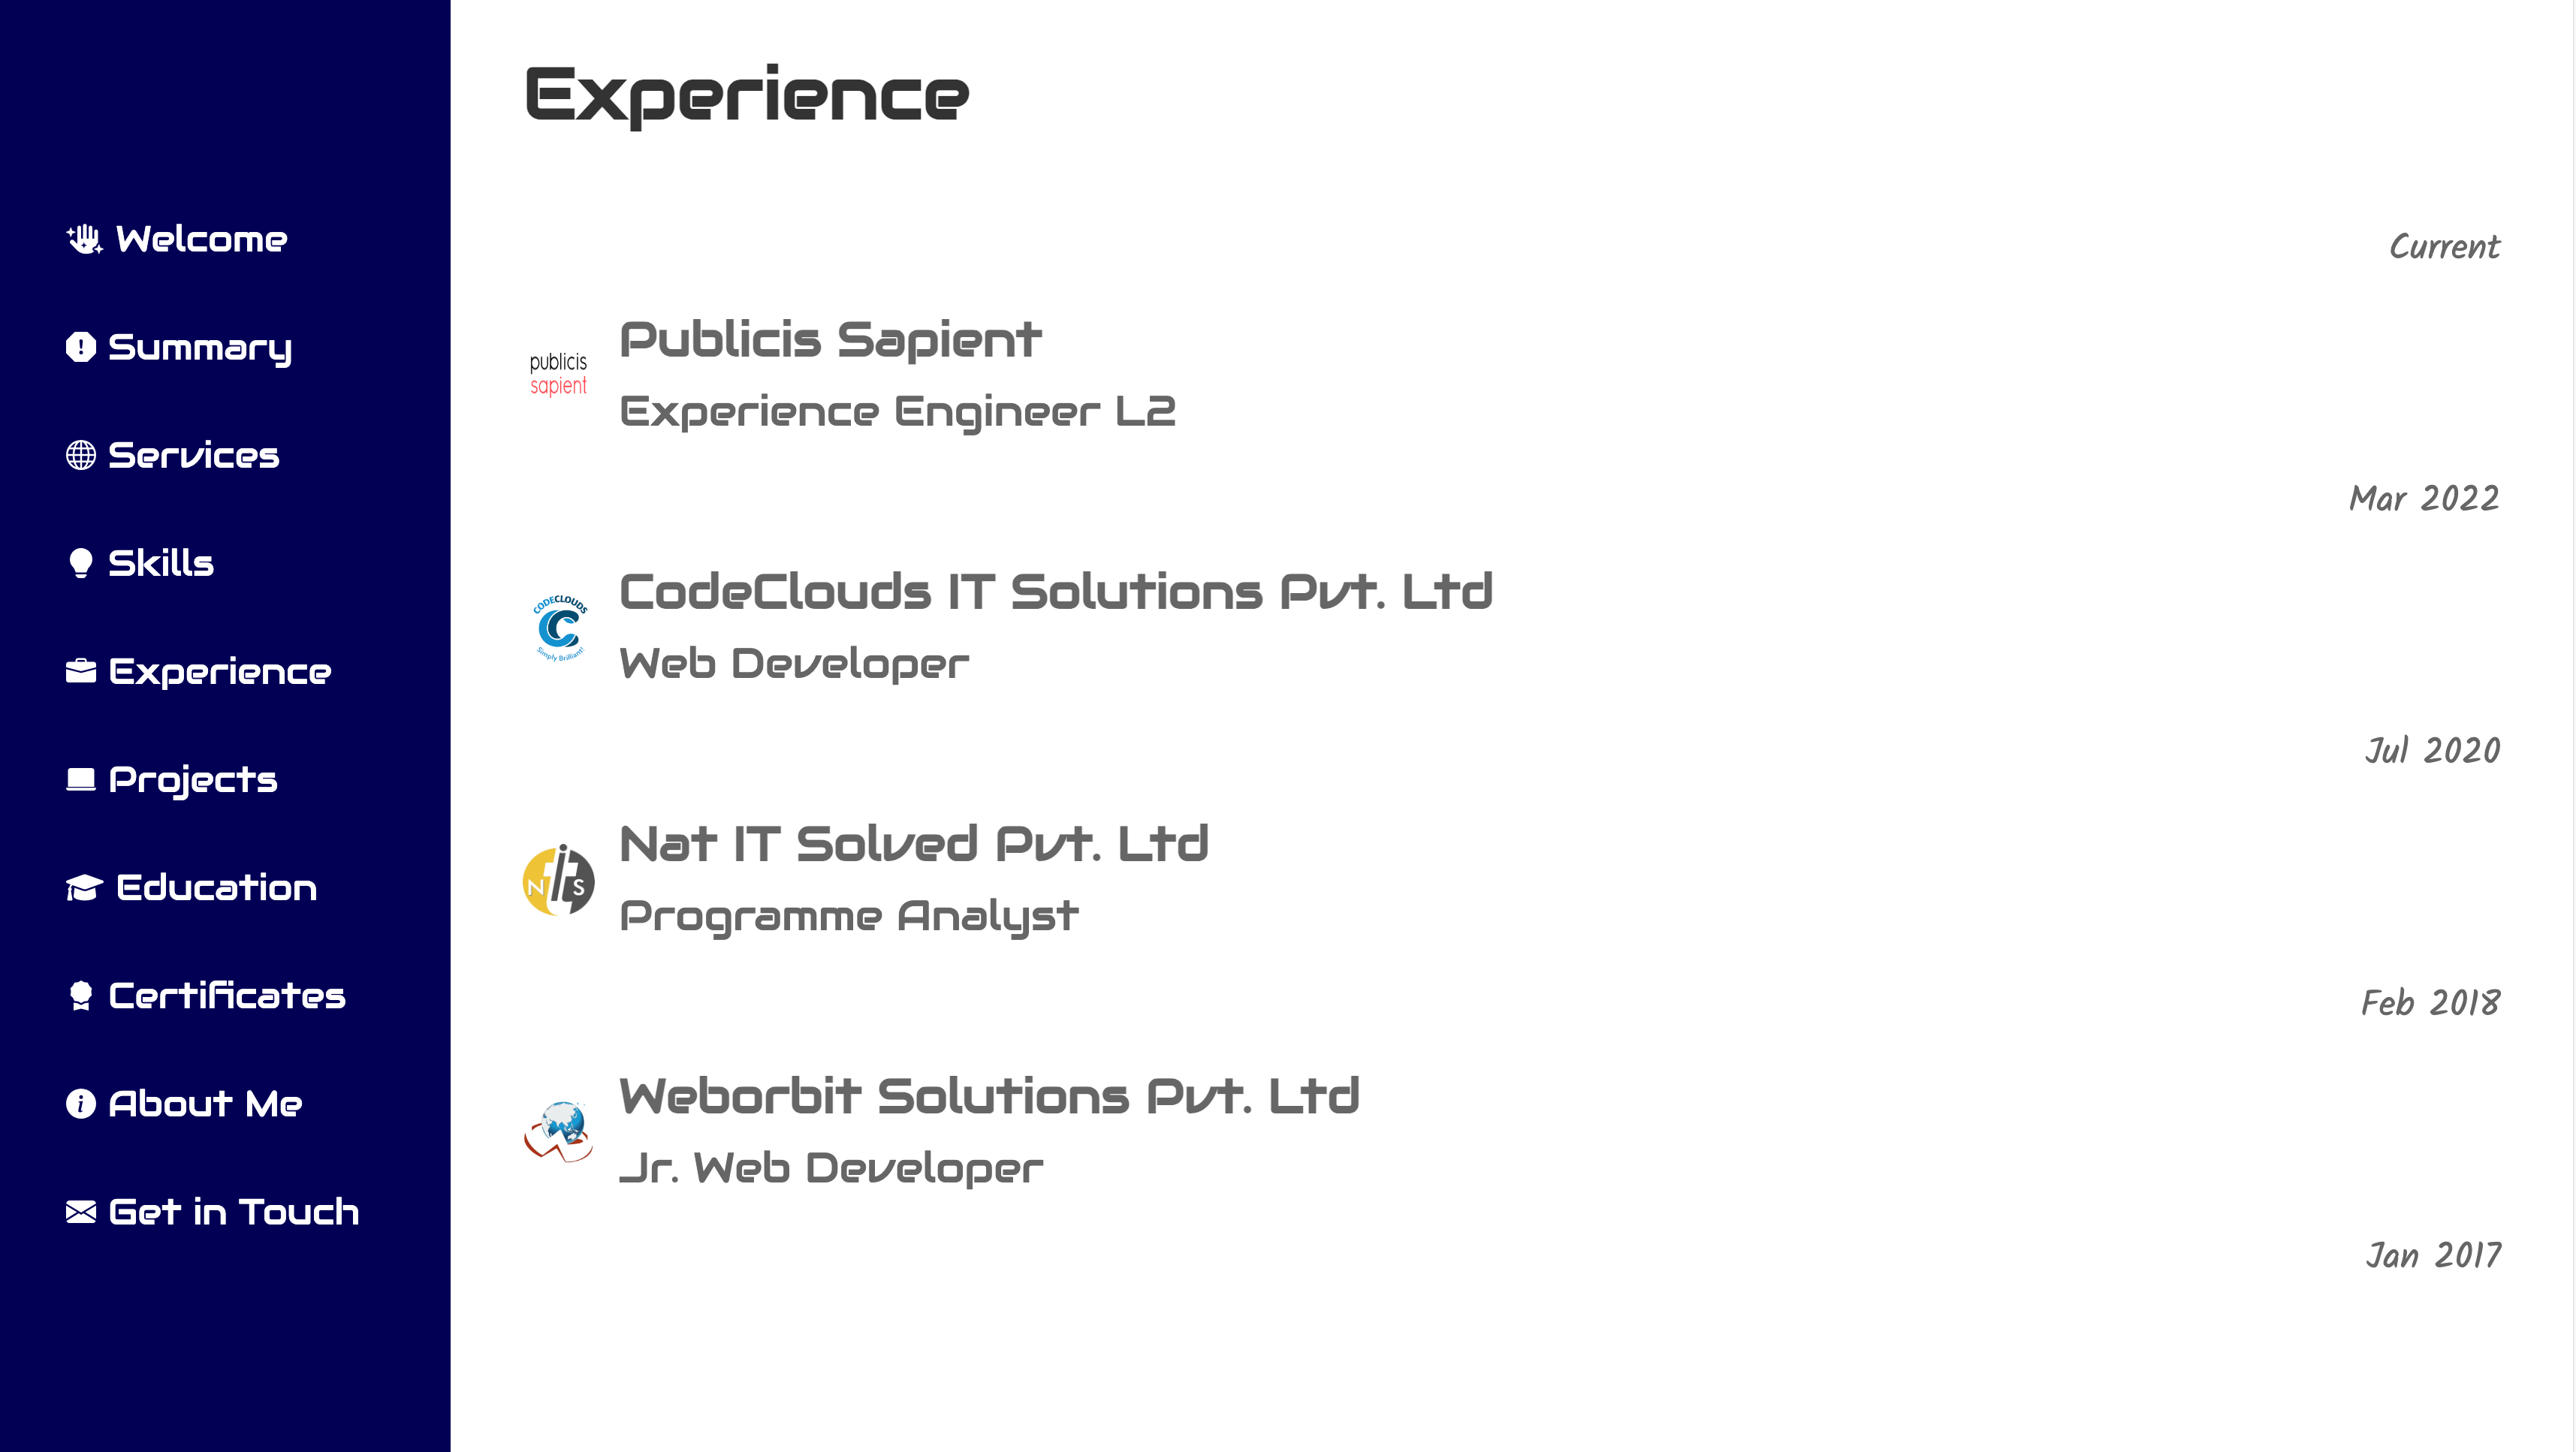 Welcome
Summary
Services
Skills
Experience
Projects
Education
Certificates
About Me
Get in Touch
Experience
Current
publicis
sapient
Publicis Sapient
Experience Engineer L2
Mar 2022
CODECLOUDS
C
Simply Brilliant!
CodeClouds IT Solutions Pvt. Ltd
Web Developer
Jul 2020
N it S
Nat IT Solved Pvt. Ltd
Programme Analyst
Feb 2018
Weborbit Solutions Pvt. Ltd
Jr. Web Developer
Jan 2017